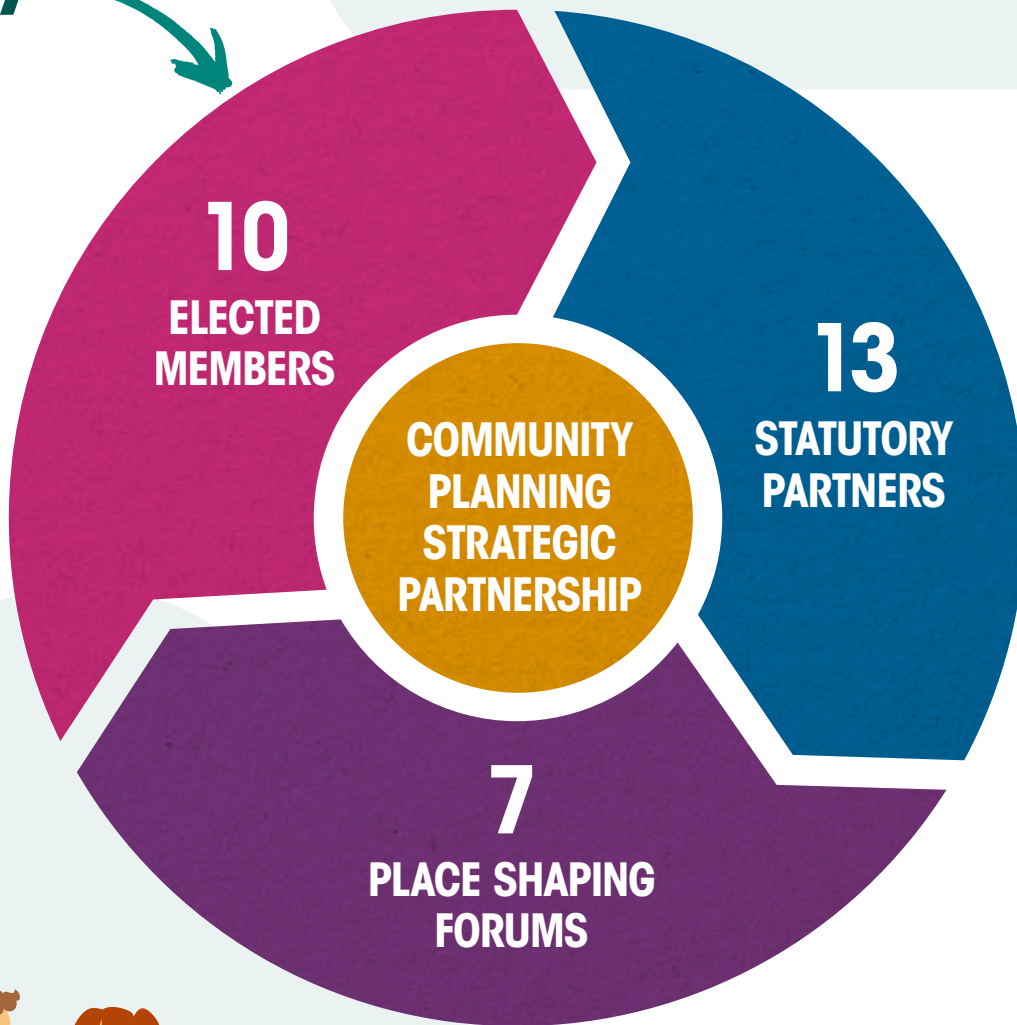 10
ELECTED
MEMBERS
13
STATUTORY
PARTNERS
COMMUNITY
PLANNING
STRATEGIC
PARTNERSHIP
7
PLACE SHAPING
FORUMS